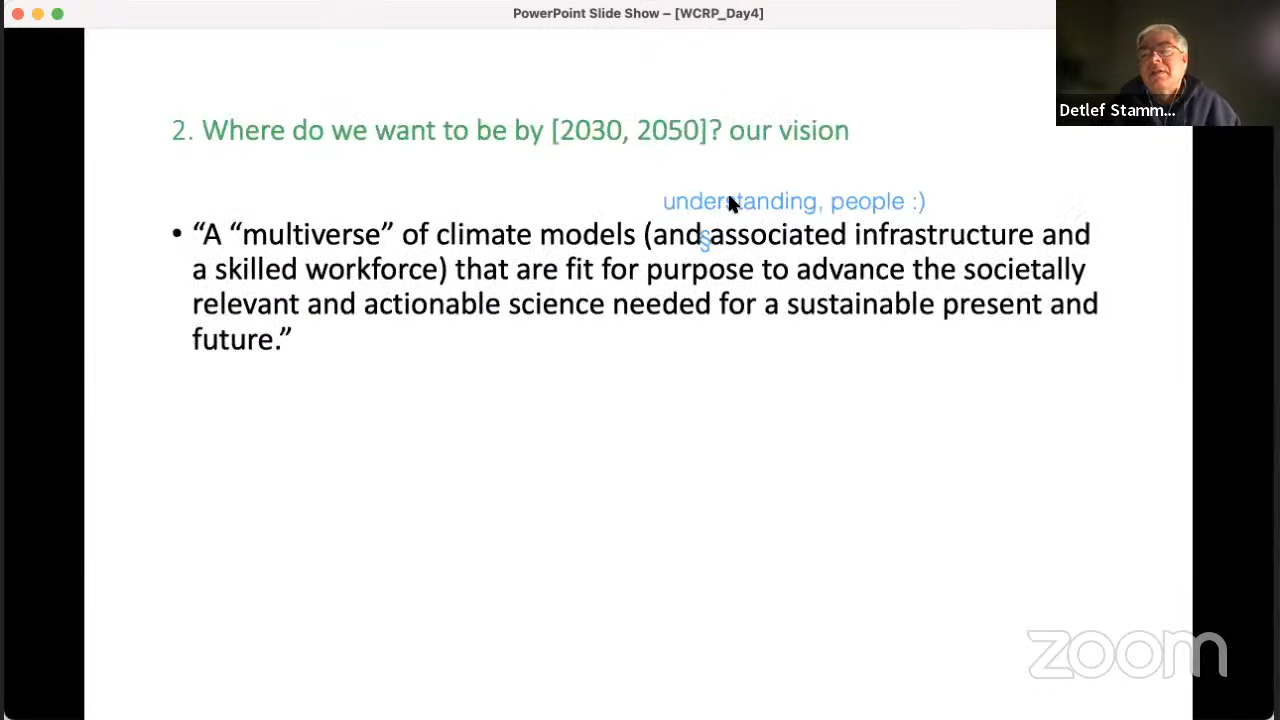 PowerPoint Slide Show – [WCRP_Day4]
Detlef Stamm...
2. Where do we want to be by [2030, 2050]? our vision
understanding, people :)
• “A “multiverse” of climate models (and associated infrastructure and
§
a skilled workforce) that are fit for purpose to advance the societally
relevant and actionable science needed for a sustainable present and
future.”
zoom